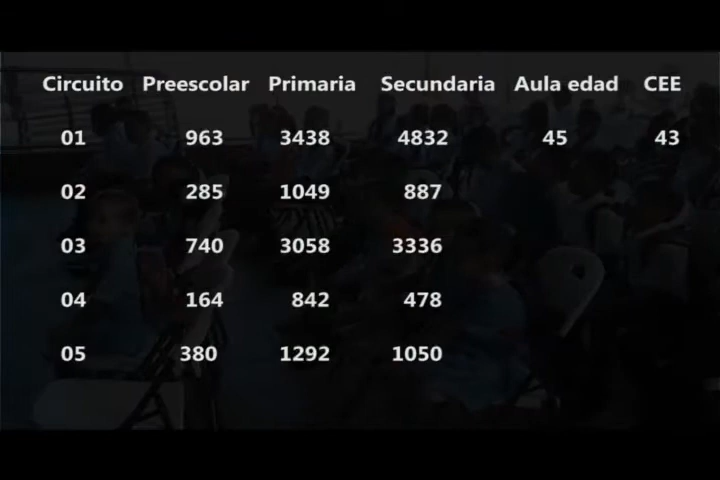 Circuito Preescolar Primaria Secundaria Aula edad CEE
01 963 3438 4832 45 43
02 285 1049 887
03 740 3058 3336
04 164 842 478
05 380 1292 1050